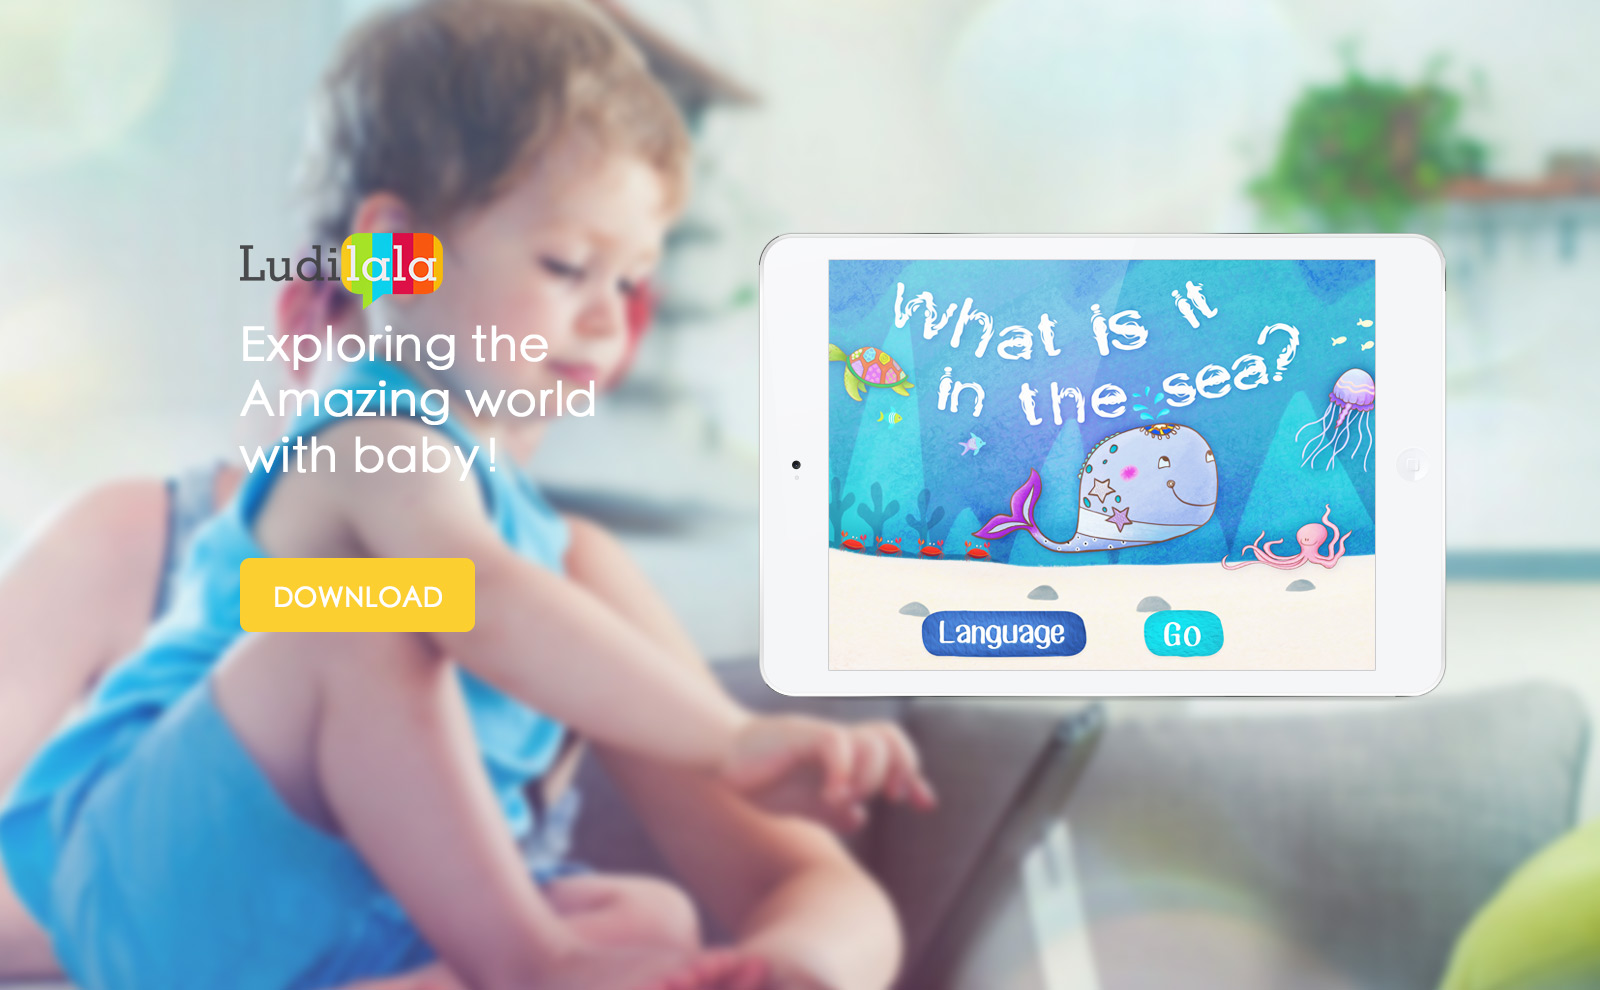 Ludilala
Exploring the
Amazing world
with baby!
DOWNLOAD
What is it
in the sea?
Language
Go